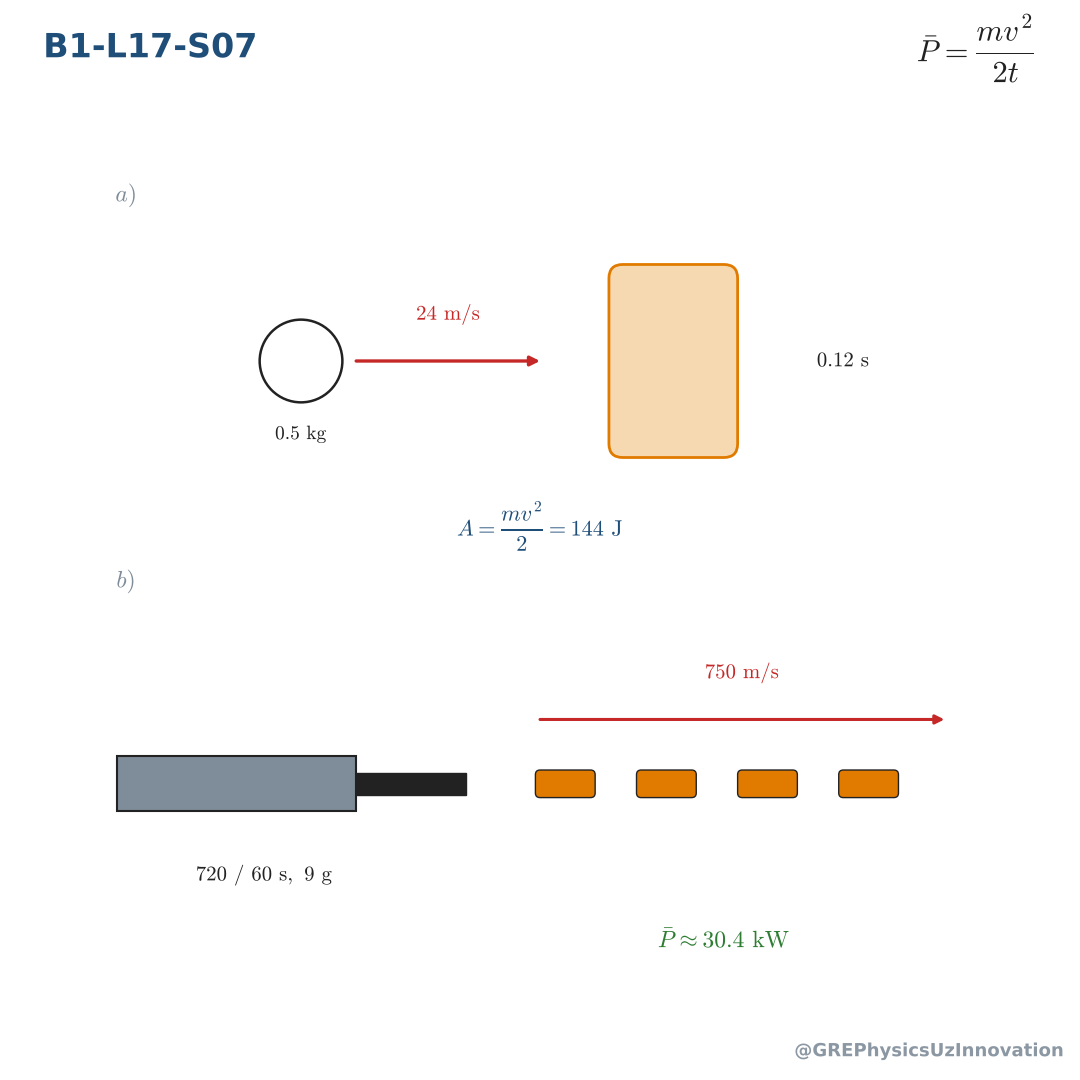 B1-L17-S07
P̄ = mv²/2t
a)
24 m/s
0.12 s
0.5 kg
A = mv²/2 = 144 J
b)
750 m/s
720 / 60 s, 9 g
P̄ ≈ 30.4 kW
@GREPhysicsUzInnovation